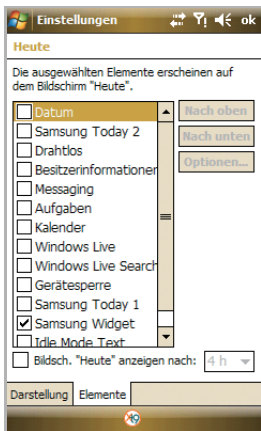 Einstellungen ok
Heute
Die ausgewählten Elemente erscheinen auf
dem Bildschirm "Heute".
Datum
Samsung Today 2
Drahtlos
Besitzerinformationer
Messaging
Aufgaben
Kalender
Windows Live
Windows Live Search
Gerätesperre
Samsung Today 1
Samsung Widget
Idle Mode Text
Nach oben
Nach unten
Optionen...
Bildsch. "Heute" anzeigen nach: 4 h
Darstellung Elemente